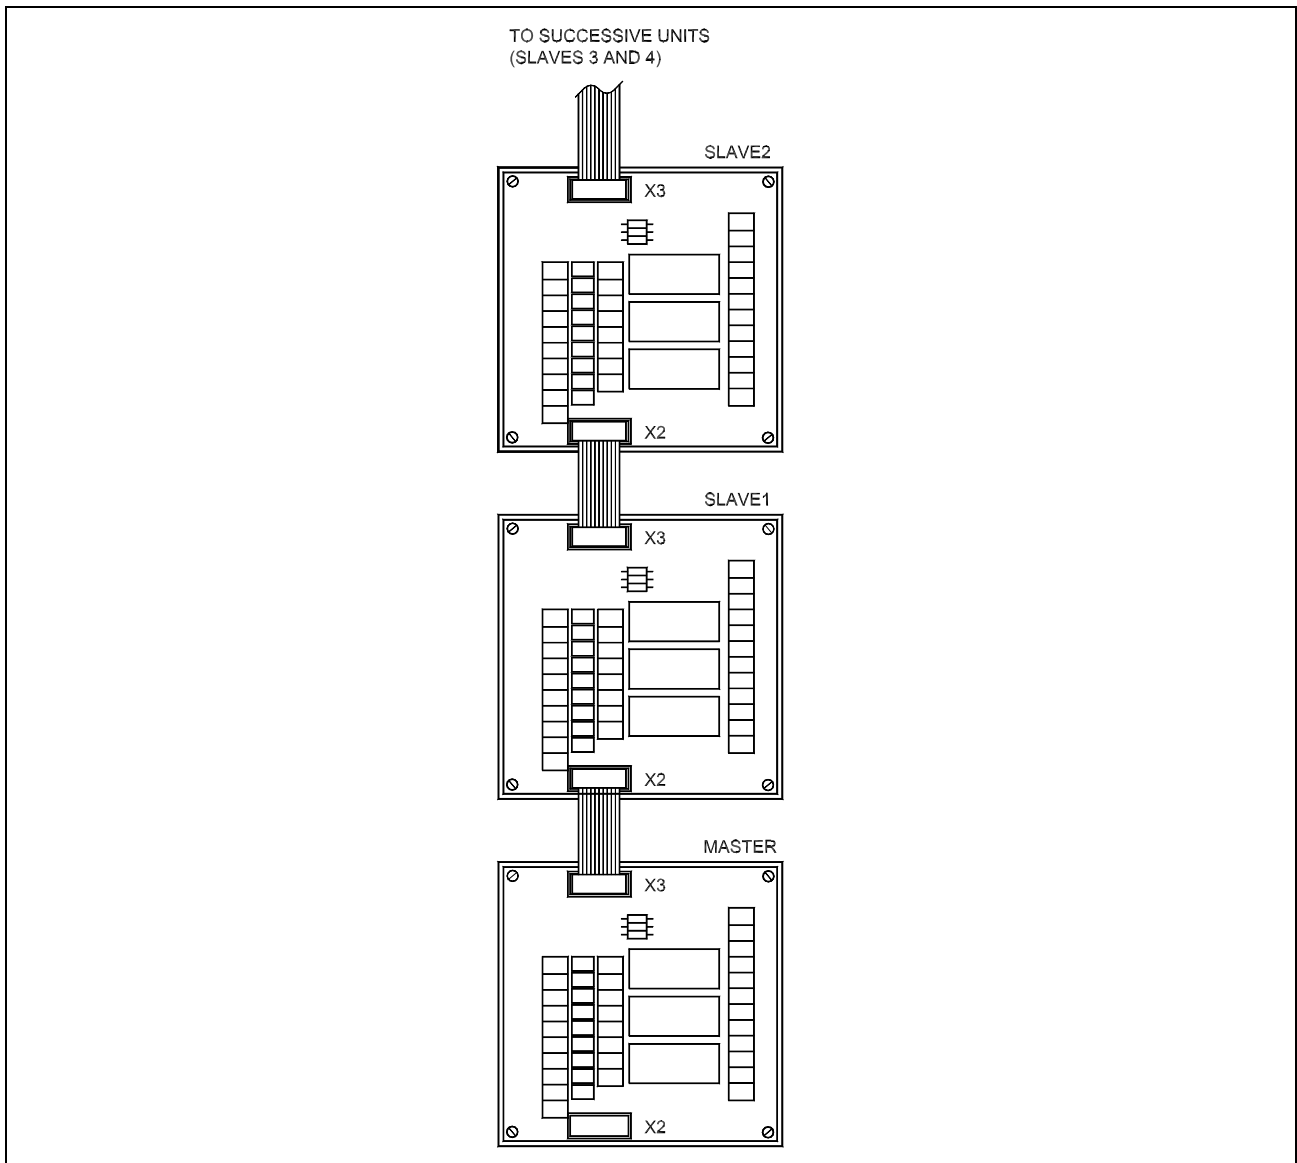 TO SUCCESSIVE UNITS
(SLAVES 3 AND 4)
SLAVE2
X3
X2
SLAVE1
X3
X2
MASTER
X3
X2